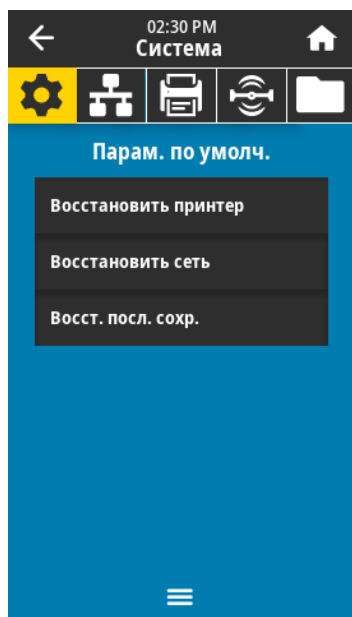 02:30 PM
Система
Парам. по умолч.
Восстановить принтер
Восстановить сеть
Восст. посл. сохр.